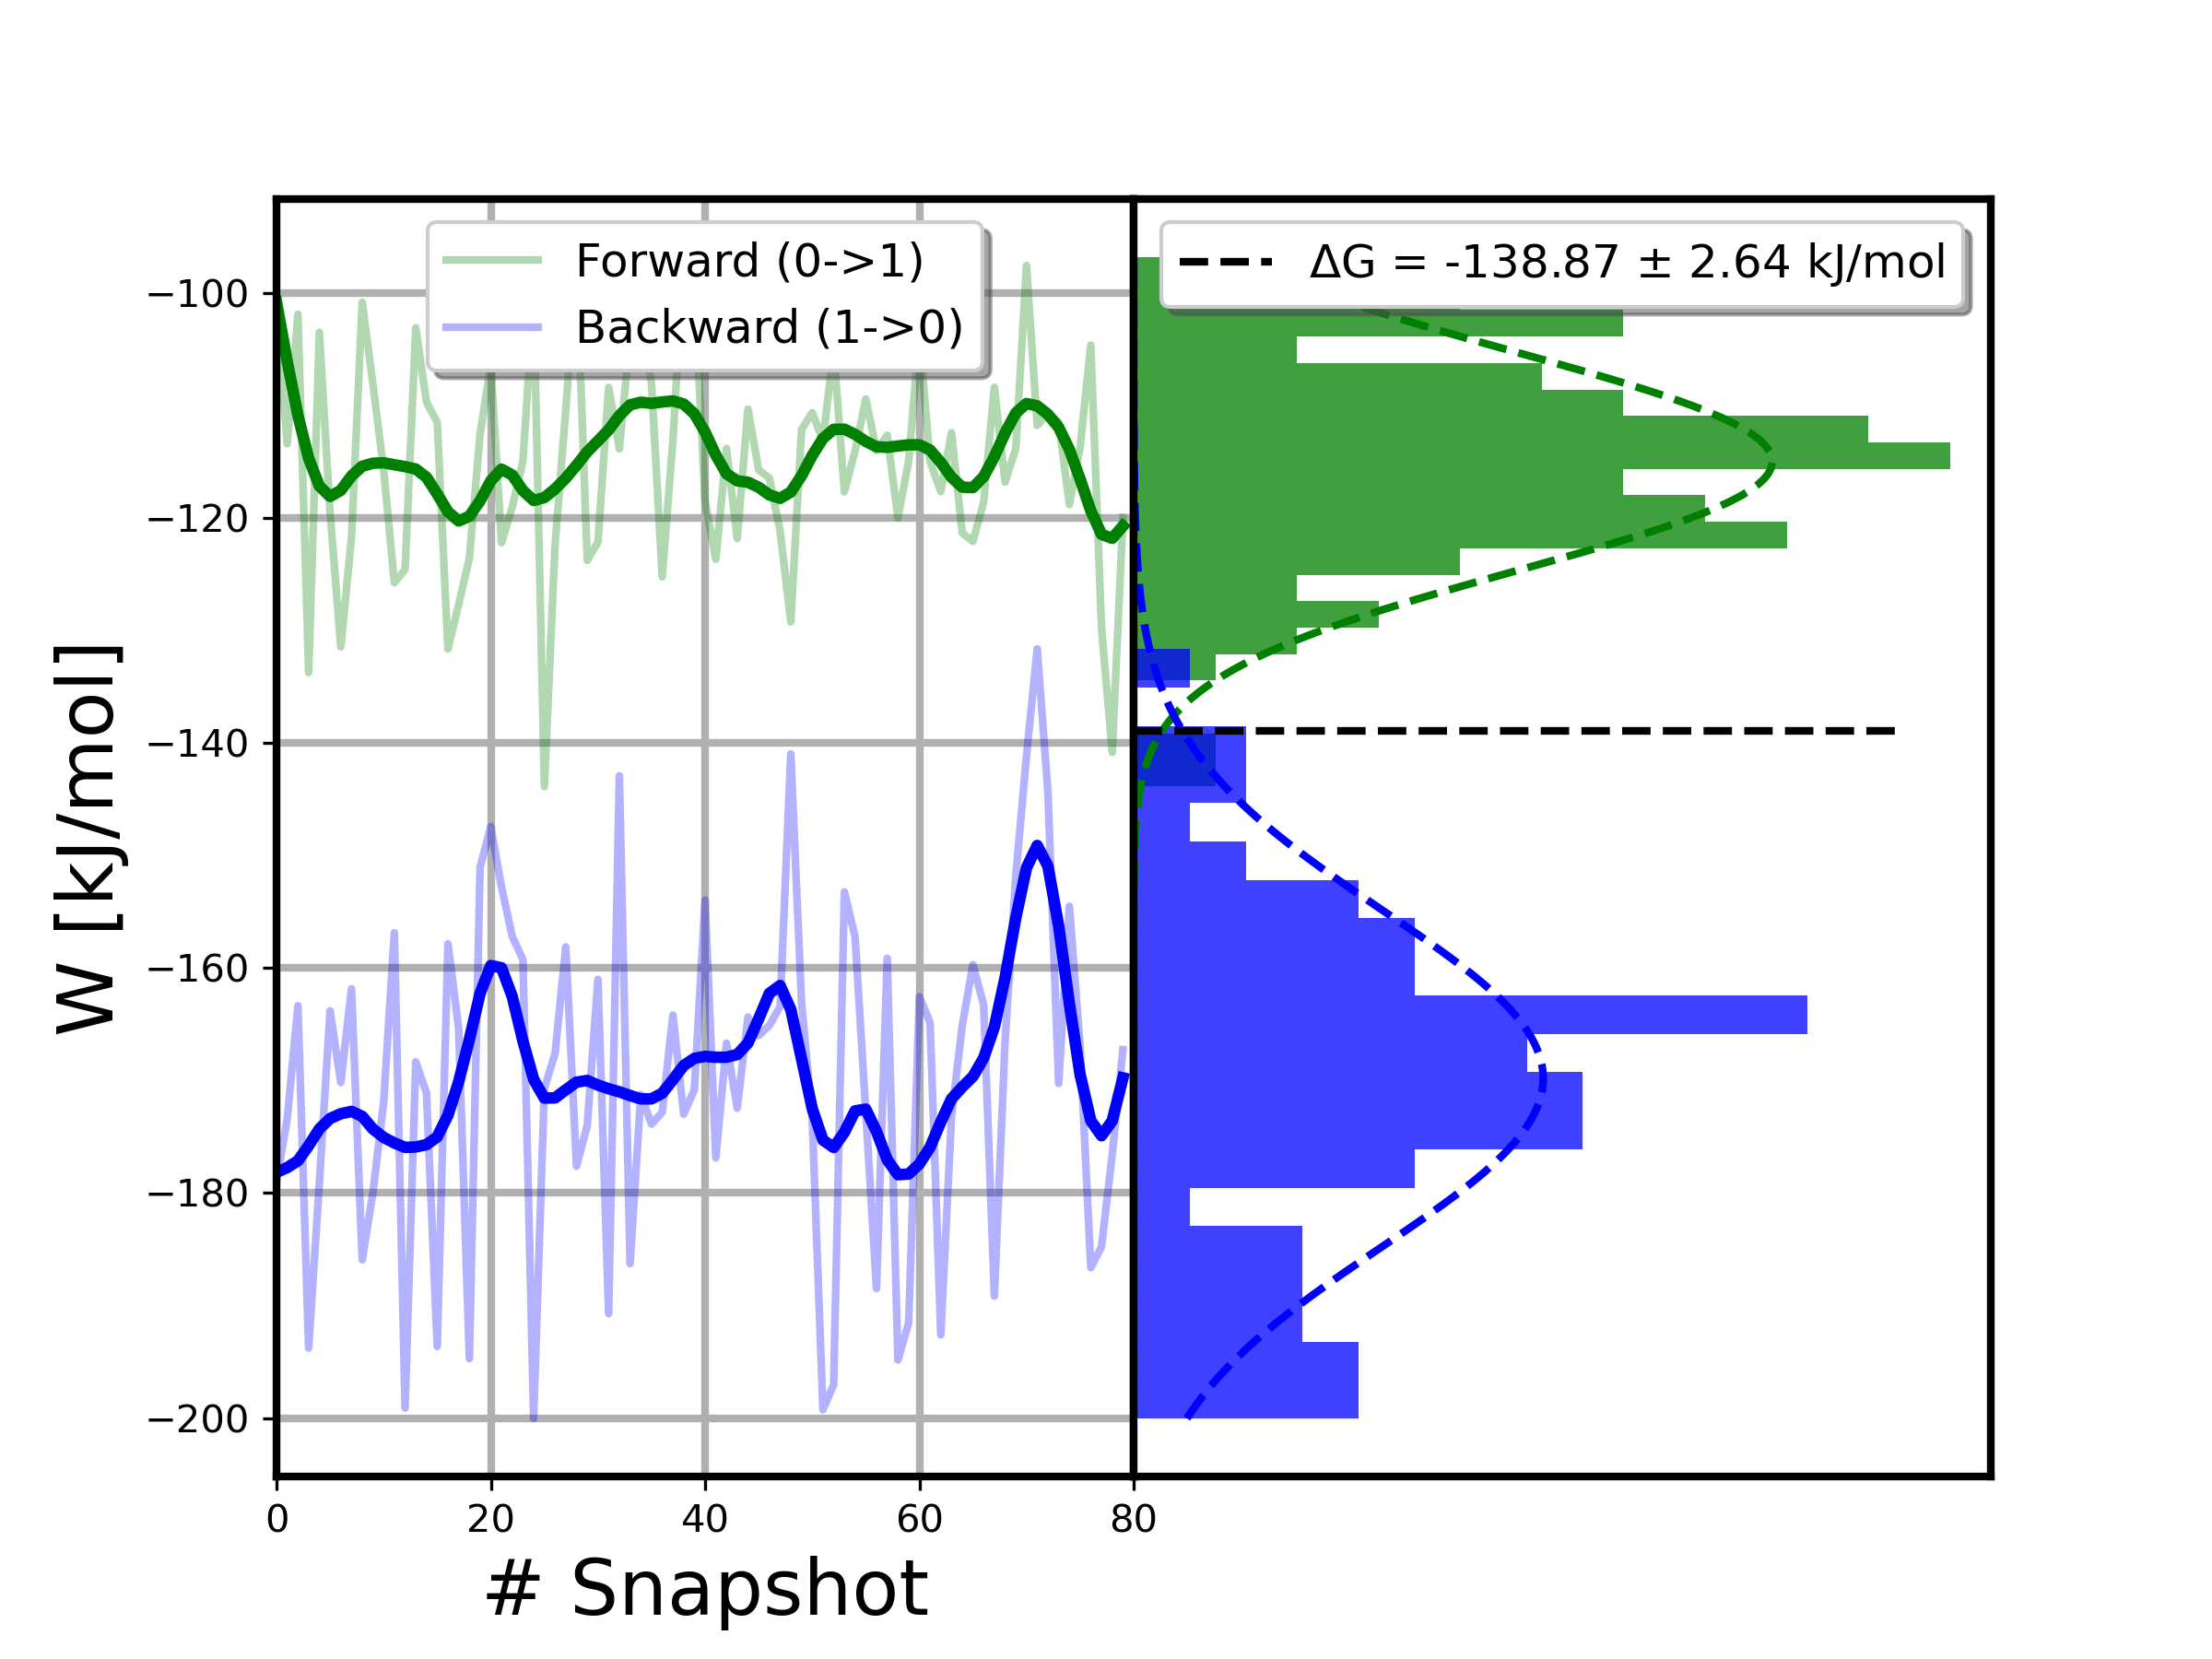 Forward (0->1)
Backward (1->0)
ΔG = -138.87 ± 2.64 kJ/mol
W [kJ/mol]
−100
−120
−140
−160
−180
−200
0 20 40 60 80
# Snapshot